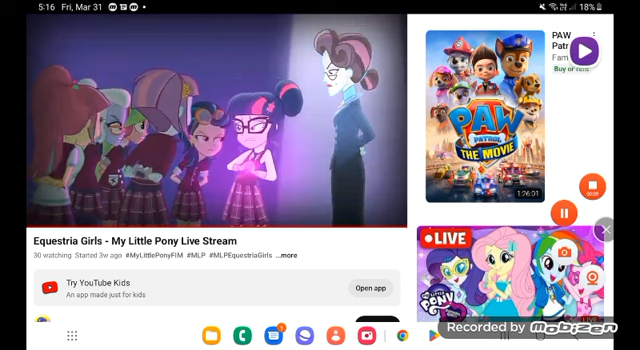 5:16 Fri, Mar 31
18%
PAW
Patr
Fam
Buy or rent
PAW
PATROL
THE MOVIE
1:26:01
LIVE
Equestria Girls - My Little Pony Live Stream
30 watching Started 3w ago #MyLittlePonyFIM #MLP #MLPEquestriaGirls ...more
Try YouTube Kids
An app made just for kids
Open app
MY LITTLE
PONY
LIVE
Recorded by mobizen